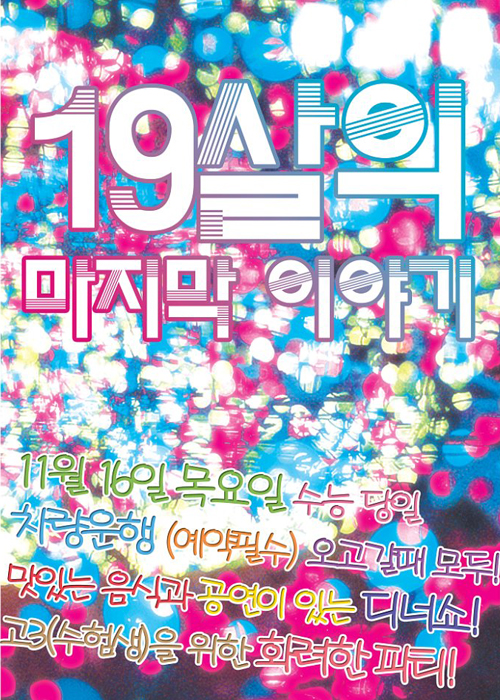 19살의
마지막 이야기
11월 16일 목요일 수능 당일
차량운행 (예약필수) 오고갈때 모두!
맛있는 음식과 공연이 있는 디너쇼!
고3(수험생)을 위한 화려한 파티!